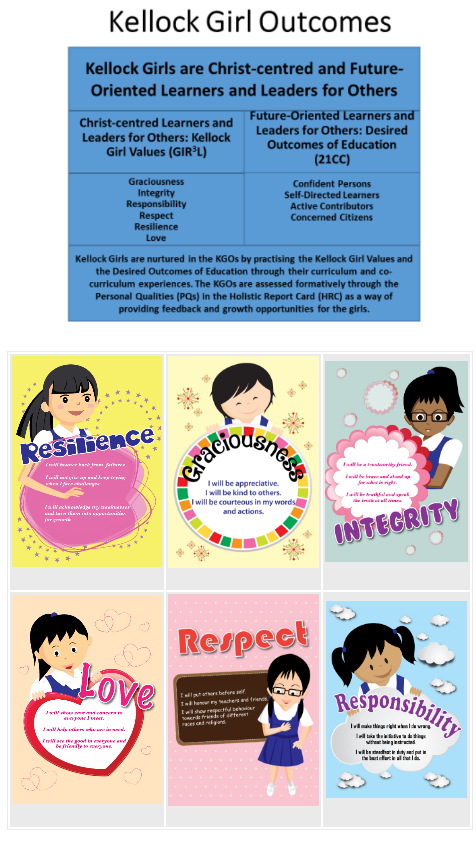 Kellock Girl Outcomes
Kellock Girls are Christ-centred and Future-
Oriented Learners and Leaders for Others
Christ-centred Learners and
Leaders for Others: Kellock
Girl Values (GIR³L)
Future-Oriented Learners and
Leaders for Others: Desired
Outcomes of Education
(21CC)
Graciousness
Integrity
Responsibility
Respect
Resilience
Love
Confident Persons
Self-Directed Learners
Active Contributors
Concerned Citizens
Kellock Girls are nurtured in the KGOs by practising the Kellock Girl Values and
the Desired Outcomes of Education through their curriculum and co-
curriculum experiences. The KGOs are assessed formatively through the
Personal Qualities (PQs) in the Holistic Report Card (HRC) as a way of
providing feedback and growth opportunities for the girls.
Resilience
I will bounce back from failures.
I will not give up and keep trying
when I face challenges.
I will acknowledge my weaknesses
and turn them into opportunities
for growth.
Graciousness
I will be appreciative.
I will be kind to others.
I will be courteous in my words
and actions.
I will be a trustworthy friend.
I will be brave and stand up
for what is right.
I will be truthful and speak
the truth at all times.
INTEGRITY
Love
I will show care and concern to
everyone I meet.
I will help others who are in need.
I will see the good in everyone and
be friendly to everyone.
Respect
I will put others before self.
I will honour my teachers and friends.
I will show respectful behaviour
towards friends of different
races and religions.
Responsibility
I will make things right when I do wrong.
I will take the initiative to do things
without being instructed.
I will be steadfast in duty and put in
the best effort in all that I do.